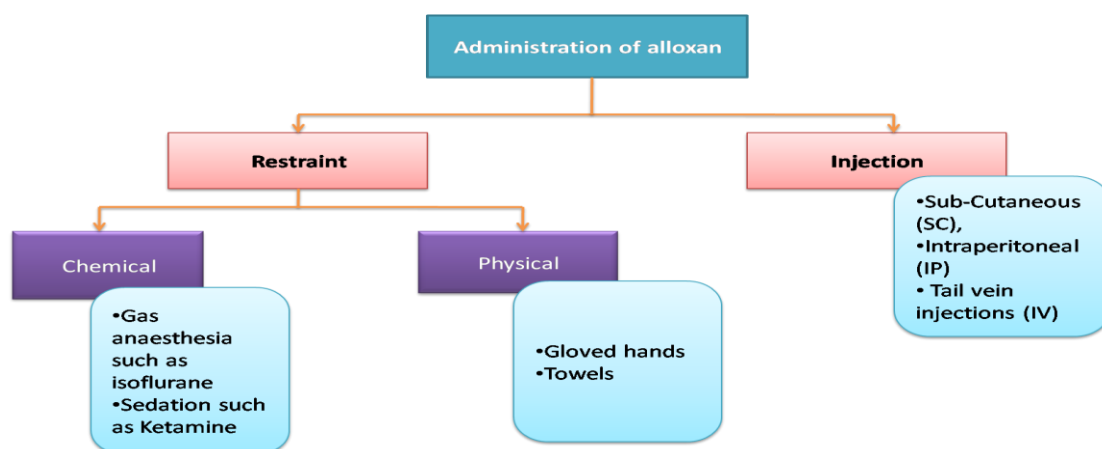 Administration of alloxan
Restraint
Injection
•Sub-Cutaneous
(SC),
•Intraperitoneal
(IP)
• Tail vein
injections (IV)
Chemical
Physical
•Gas
anaesthesia
such as
isoflurane
•Sedation such
as Ketamine
•Gloved hands
•Towels